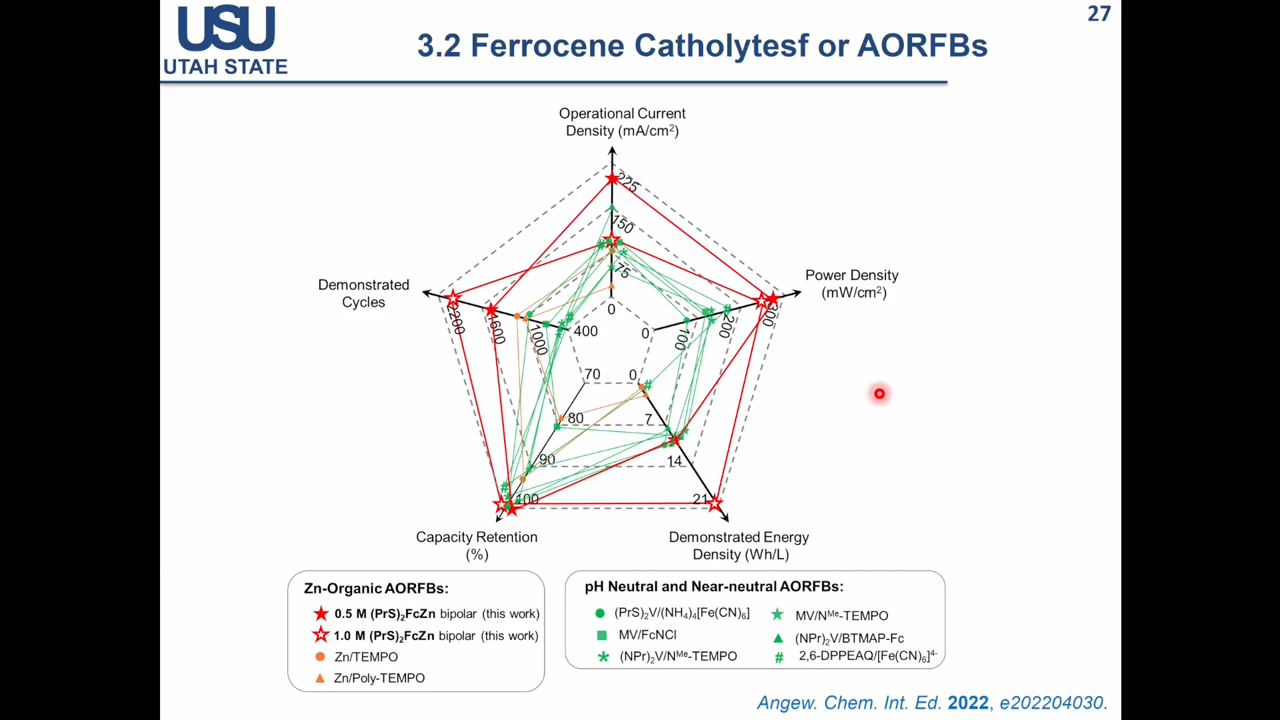 27
USU
UTAH STATE
3.2 Ferrocene Catholytesf or AORFBs
Operational Current
Density (mA/cm²)
225
150
75
0
Power Density
(mW/cm²)
0
100
200
300
Demonstrated
Cycles
2200
1600
1000
400
70
80
90
100
0
7
14
21
Capacity Retention
(%)
Demonstrated Energy
Density (Wh/L)
Zn-Organic AORFBs:
0.5 M (PrS)₂FcZn bipolar (this work)
1.0 M (PrS)₂FcZn bipolar (this work)
Zn/TEMPO
Zn/Poly-TEMPO
pH Neutral and Near-neutral AORFBs:
(PrS)₂V/(NH₄)₄[Fe(CN)₆]
MV/FcNCl
(NPr)₂V/Nᴹᵉ-TEMPO
MV/Nᴹᵉ-TEMPO
(NPr)₂V/BTMAP-Fc
2,6-DPPEAQ/[Fe(CN)₆]⁴⁻
Angew. Chem. Int. Ed. 2022, e202204030.